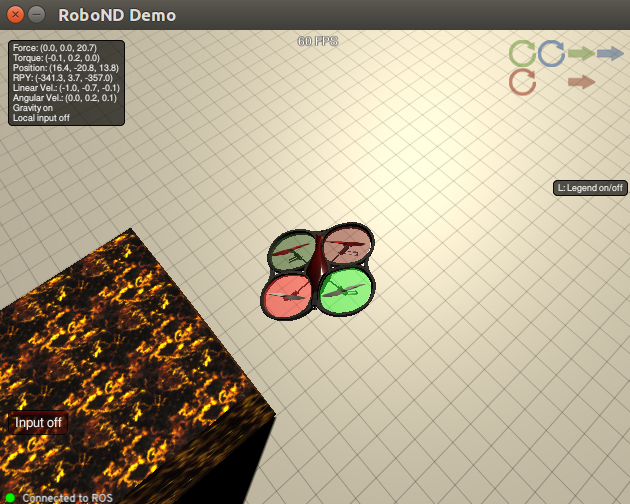 RoboND Demo
60 FPS
Force: (0.0, 0.0, 20.7)
Torque: (-0.1, 0.2, 0.0)
Position: (16.4, -20.8, 13.8)
RPY: (-341.3, 3.7, -357.0)
Linear Vel.: (-1.0, -0.7, -0.1)
Angular Vel.: (0.0, 0.2, 0.1)
Gravity on
Local input off
L: Legend on/off
Input off
Connected to ROS